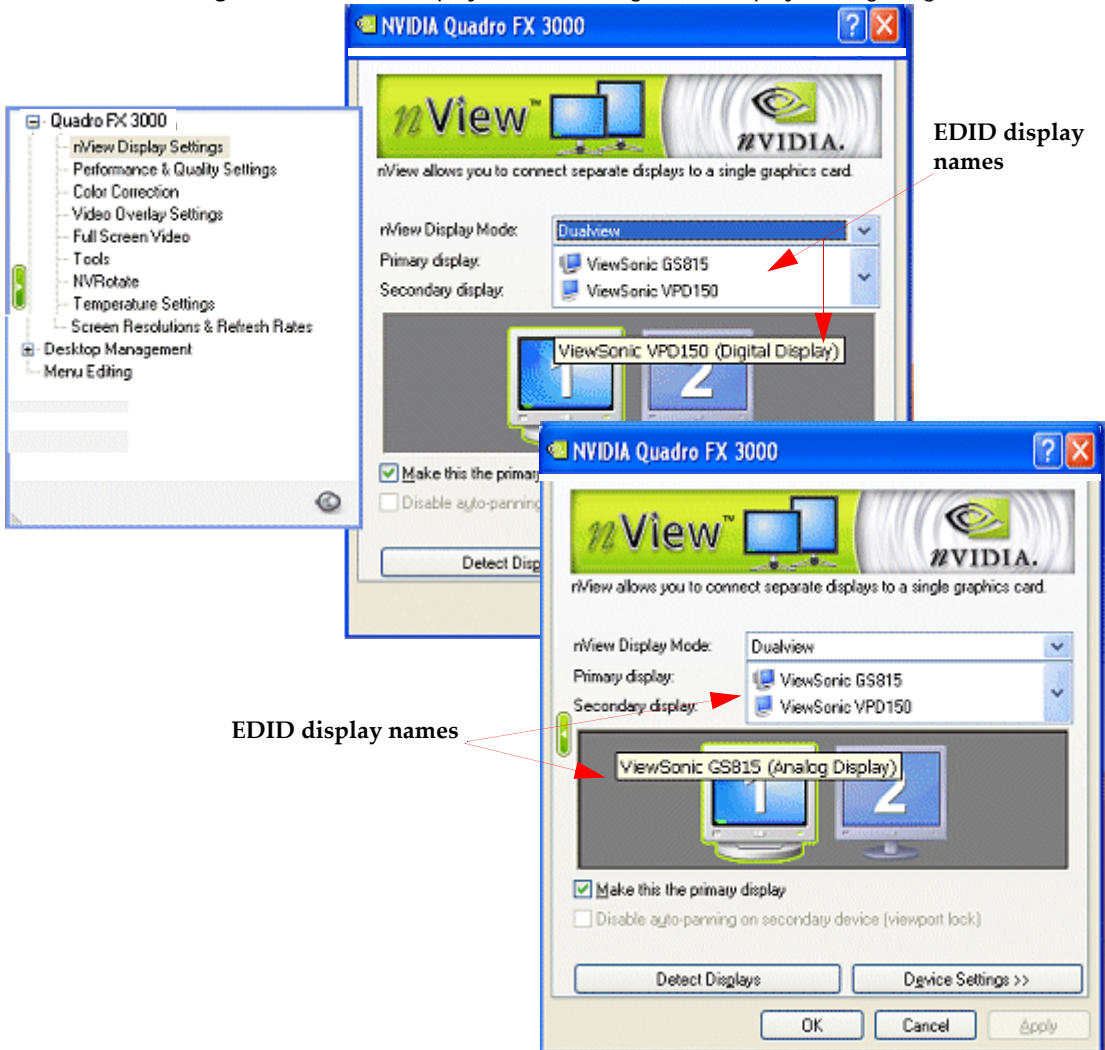 NVIDIA Quadro FX 3000
nView™
nVIDIA.
nView allows you to connect separate displays to a single graphics card.
nView Display Mode:
Dualview
Primary display:
ViewSonic GS815
Secondary display:
ViewSonic VPD150
ViewSonic VPD150 (Digital Display)
1
2
Make this the primary
Disable auto-panning
Detect Disp
EDID display
names
Quadro FX 3000
nView Display Settings
Performance & Quality Settings
Color Correction
Video Overlay Settings
Full Screen Video
Tools
NVRotate
Temperature Settings
Screen Resolutions & Refresh Rates
Desktop Management
Menu Editing
NVIDIA Quadro FX 3000
nView™
nVIDIA.
nView allows you to connect separate displays to a single graphics card.
nView Display Mode:
Dualview
Primary display:
ViewSonic GS815
Secondary display:
ViewSonic VPD150
EDID display names
ViewSonic GS815 (Analog Display)
1
2
Make this the primary display
Disable auto-panning on secondary device (viewport lock)
Detect Displays
Device Settings >>
OK
Cancel
Apply